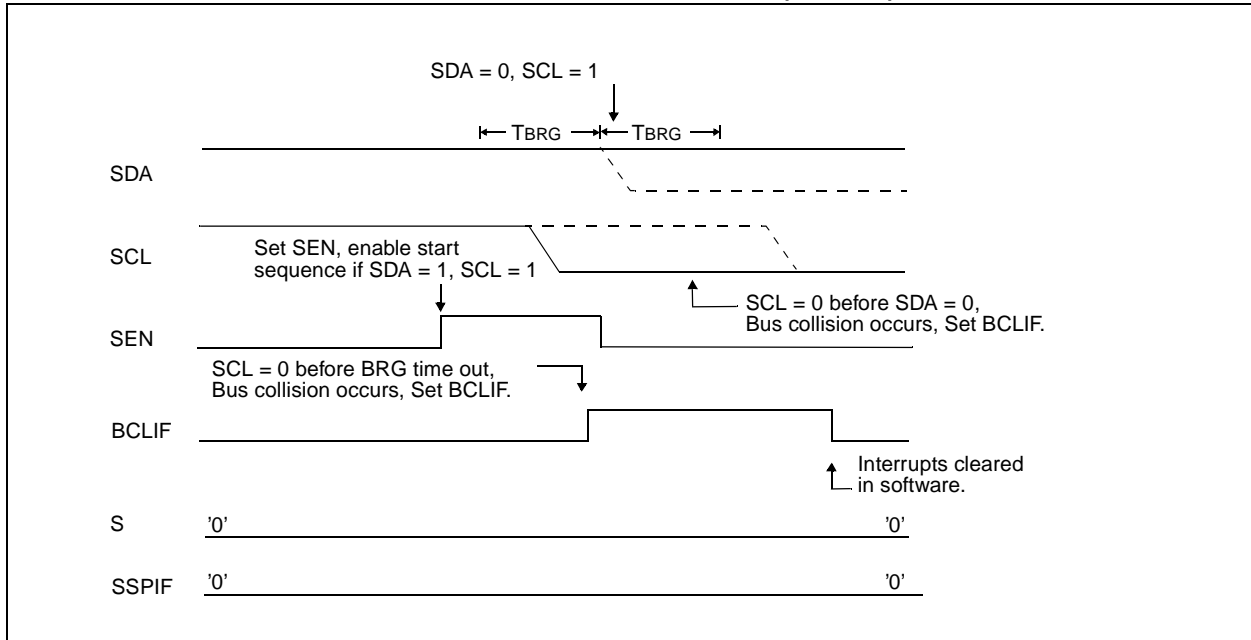 SDA = 0, SCL = 1
TBRG TBRG
SDA
SCL
Set SEN, enable start
sequence if SDA = 1, SCL = 1
SCL = 0 before SDA = 0,
Bus collision occurs, Set BCLIF.
SEN
SCL = 0 before BRG time out,
Bus collision occurs, Set BCLIF.
BCLIF
Interrupts cleared
in software.
S '0' '0'
SSPIF '0' '0'